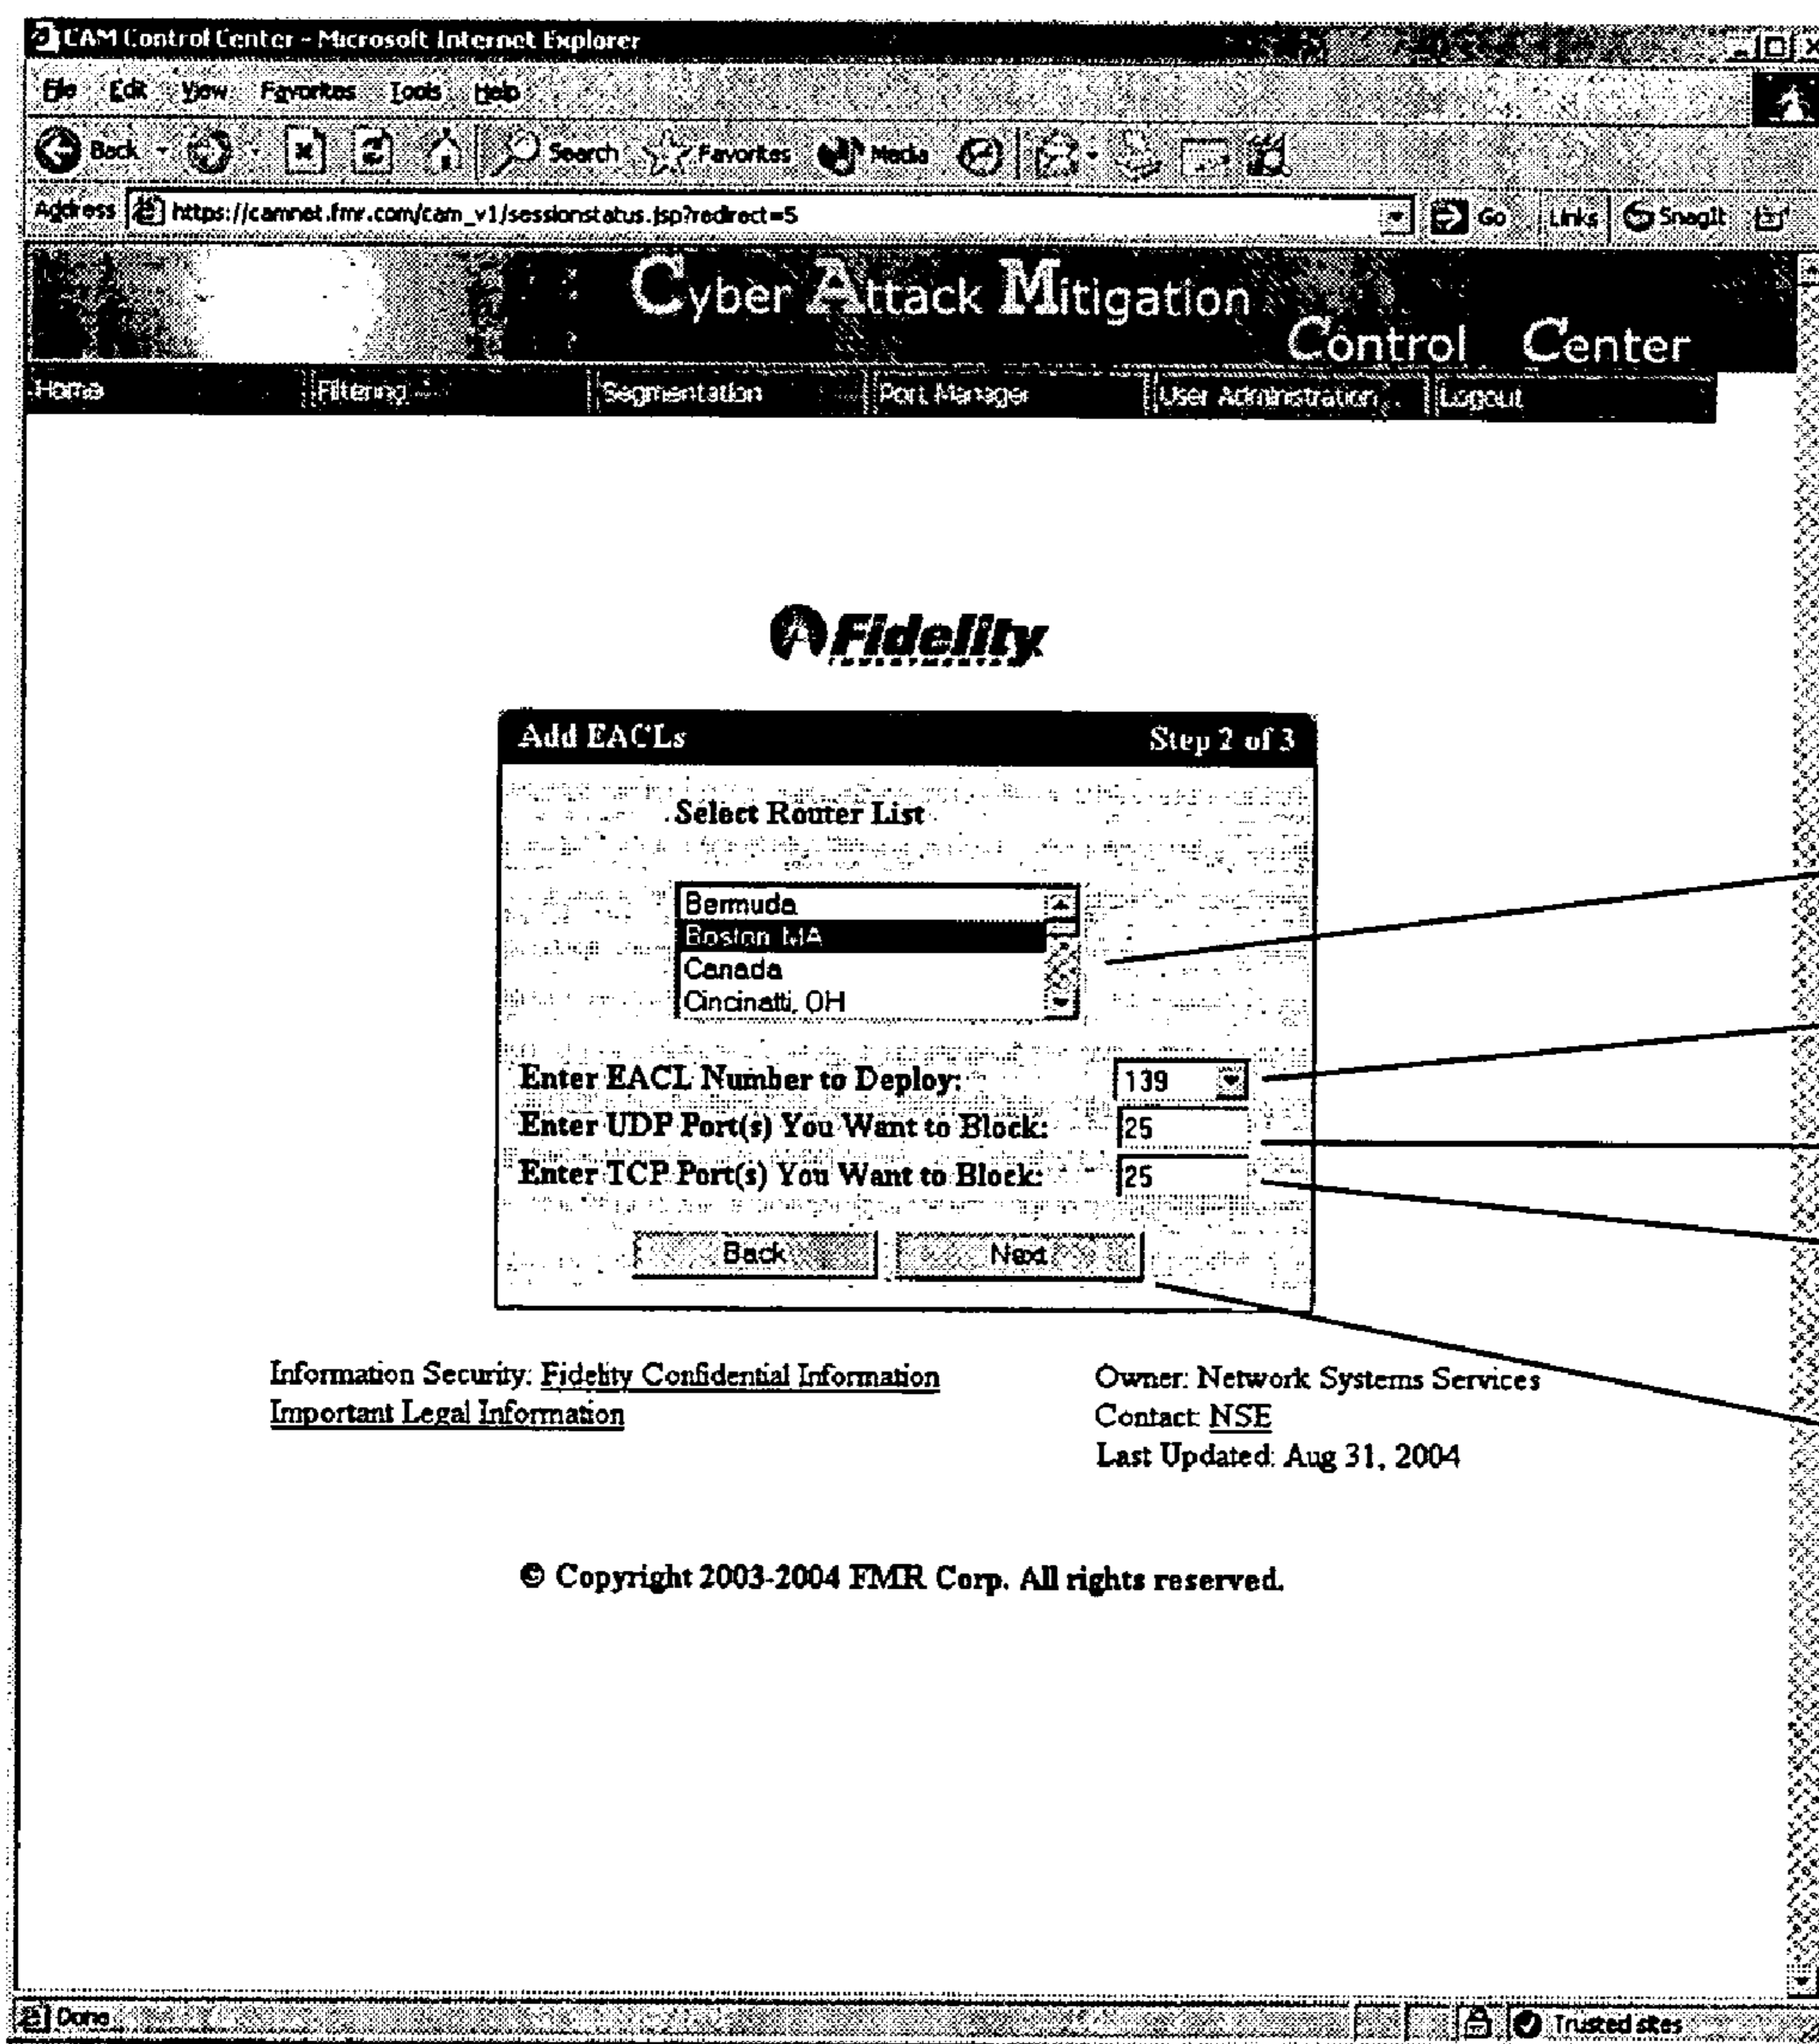 CAM Control Center - Microsoft Internet Explorer
File Edit View Favorites Tools Help
Back Search Favorites Media
Address https://camnet.fmr.com/cam_v1/sessionstatus.jsp?redirect=5 Go Links SnagIt
Cyber Attack Mitigation
Control Center
Home Filtering Segmentation Port Manager User Administration Logout
Fidelity
INVESTMENTS
Add EACLs Step 2 of 3
Select Router List
Bermuda
Boston MA
Canada
Cincinatti, OH
Enter EACL Number to Deploy: 139
Enter UDP Port(s) You Want to Block: 25
Enter TCP Port(s) You Want to Block: 25
Back Next
Information Security: Fidelity Confidential Information
Important Legal Information
Owner: Network Systems Services
Contact: NSE
Last Updated: Aug 31, 2004
© Copyright 2003-2004 FMR Corp. All rights reserved.
Done Trusted sites